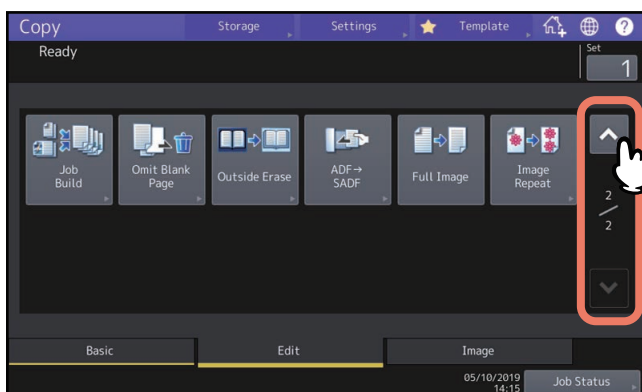 Copy
Storage
Settings
Template
?
Ready
Set
1
Job
Build
Omit Blank
Page
Outside Erase
ADF→
SADF
Full Image
Image
Repeat
2
2
Basic
Edit
Image
05/10/2019
14:15
Job Status